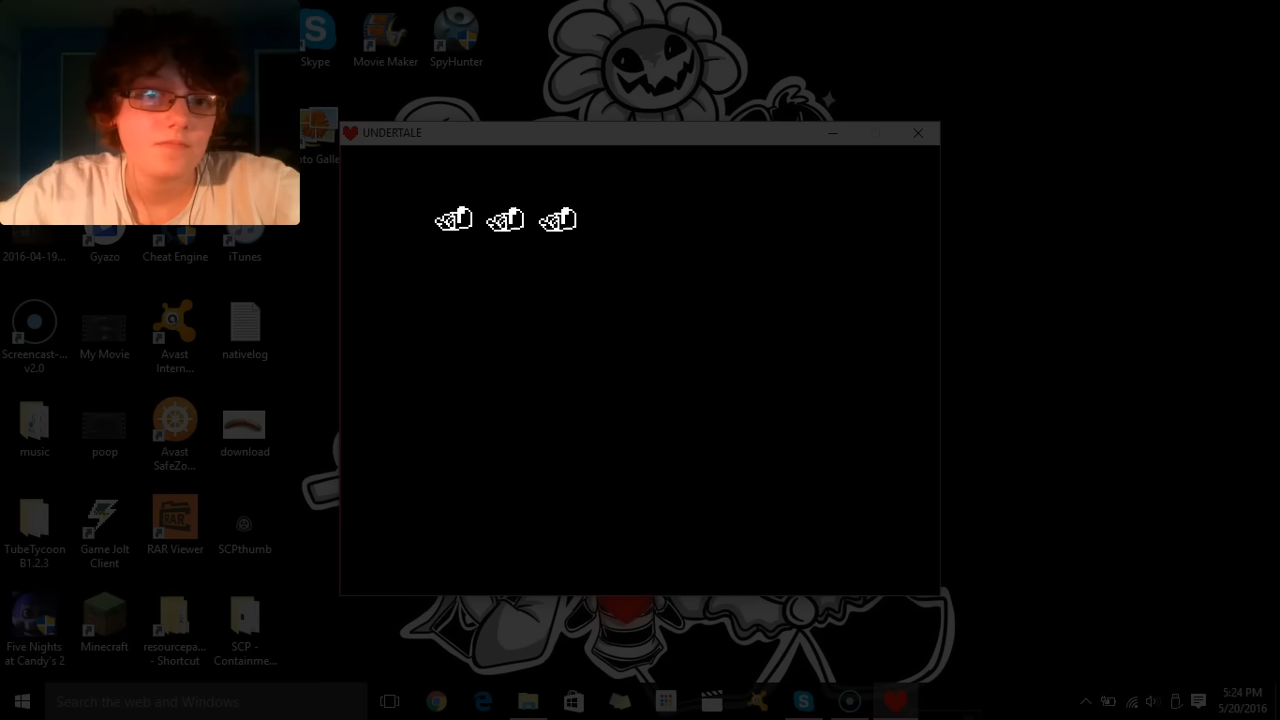 Skype
Movie Maker
SpyHunter
UNDERTALE
2016-04-19...
Gyazo
Cheat Engine
iTunes
Screencast-...
v2.0
My Movie
Avast
Intern...
nativelog
music
poop
Avast
SafeZo...
download
TubeTycoon
B1.2.3
Game Jolt
Client
RAR
RAR Viewer
SCPthumb
Five Nights
at Candy's 2
Minecraft
resourcepa...
- Shortcut
SCP -
Containme...
Search the web and Windows
5:24 PM
5/20/2016